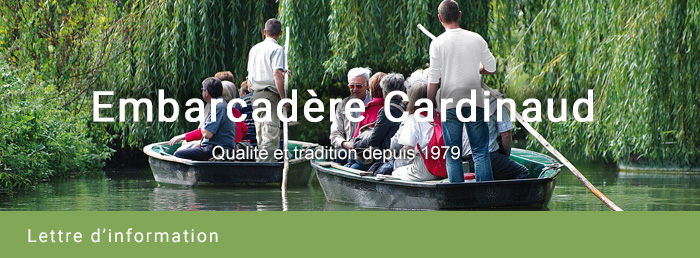 Embarcadère Cardinaud
Qualité et tradition depuis 1979
Lettre d'information